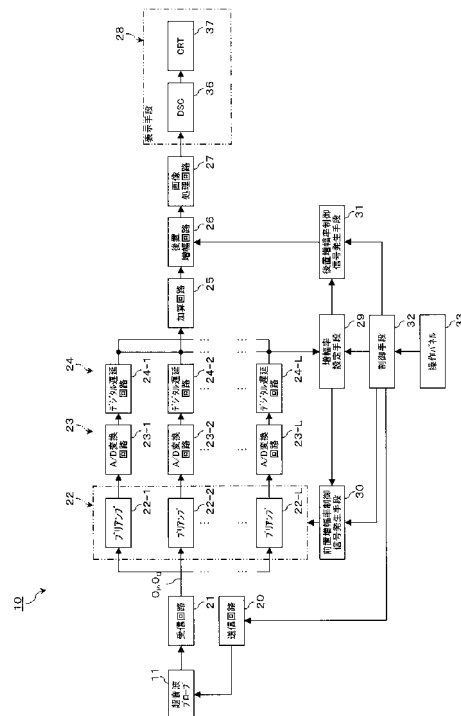 10
超音波
プローブ
11
受信回路
21
送信回路
20
22
プリアンプ
22-1
プリアンプ
22-2
プリアンプ
22-L
23
A/D変換
回路
23-1
A/D変換
回路
23-2
A/D変換
回路
23-L
24
デジタル遅延
回路
24-1
デジタル遅延
回路
24-2
デジタル遅延
回路
24-L
加算回路
25
後置
増幅回路
26
画像
処理回路
27
28
表示手段
DSC
36
CRT
37
前置増幅率制御
信号発生手段
30
増幅率
設定手段
29
後置増幅率制御
信号発生手段
31
制御手段
32
操作パネル
33